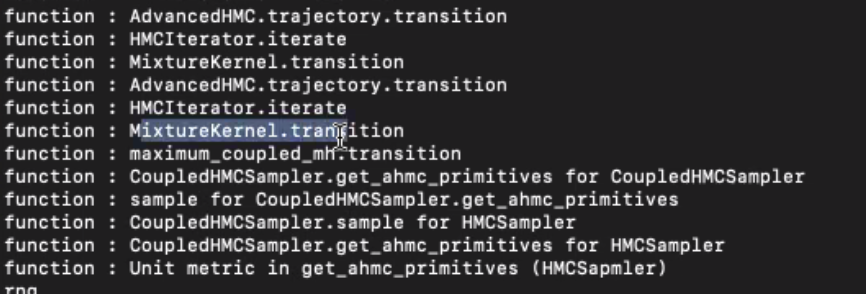 function : AdvancedHMC.trajectory.transition
function : HMCIterator.iterate
function : MixtureKernel.transition
function : AdvancedHMC.trajectory.transition
function : HMCIterator.iterate
function : MixtureKernel.transition
function : maximum_coupled_mh.transition
function : CoupledHMCSampler.get_ahmc_primitives for CoupledHMCSampler
function : sample for CoupledHMCSampler.get_ahmc_primitives
function : CoupledHMCSampler.sample for HMCSampler
function : CoupledHMCSampler.get_ahmc_primitives for HMCSampler
function : Unit metric in get_ahmc_primitives (HMCSapmler)
rng